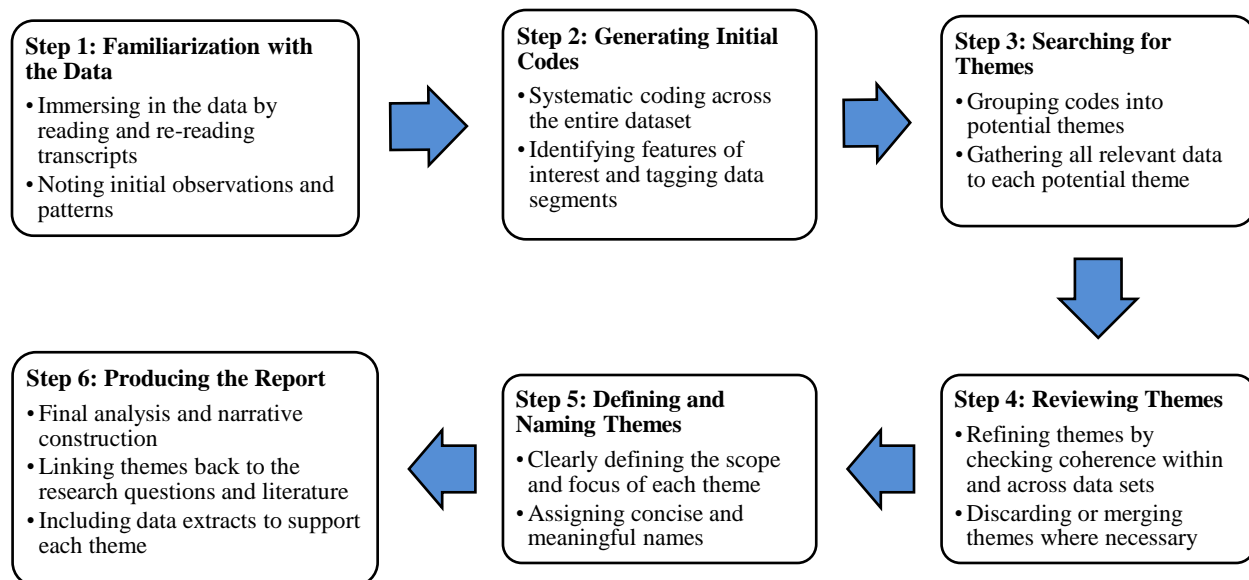 Step 1: Familiarization with
the Data
• Immersing in the data by
reading and re-reading
transcripts
• Noting initial observations and
patterns
Step 2: Generating Initial
Codes
• Systematic coding across
the entire dataset
• Identifying features of
interest and tagging data
segments
Step 3: Searching for
Themes
• Grouping codes into
potential themes
• Gathering all relevant data
to each potential theme
Step 4: Reviewing Themes
• Refining themes by
checking coherence within
and across data sets
• Discarding or merging
themes where necessary
Step 5: Defining and
Naming Themes
• Clearly defining the scope
and focus of each theme
• Assigning concise and
meaningful names
Step 6: Producing the Report
• Final analysis and narrative
construction
• Linking themes back to the
research questions and literature
• Including data extracts to support
each theme